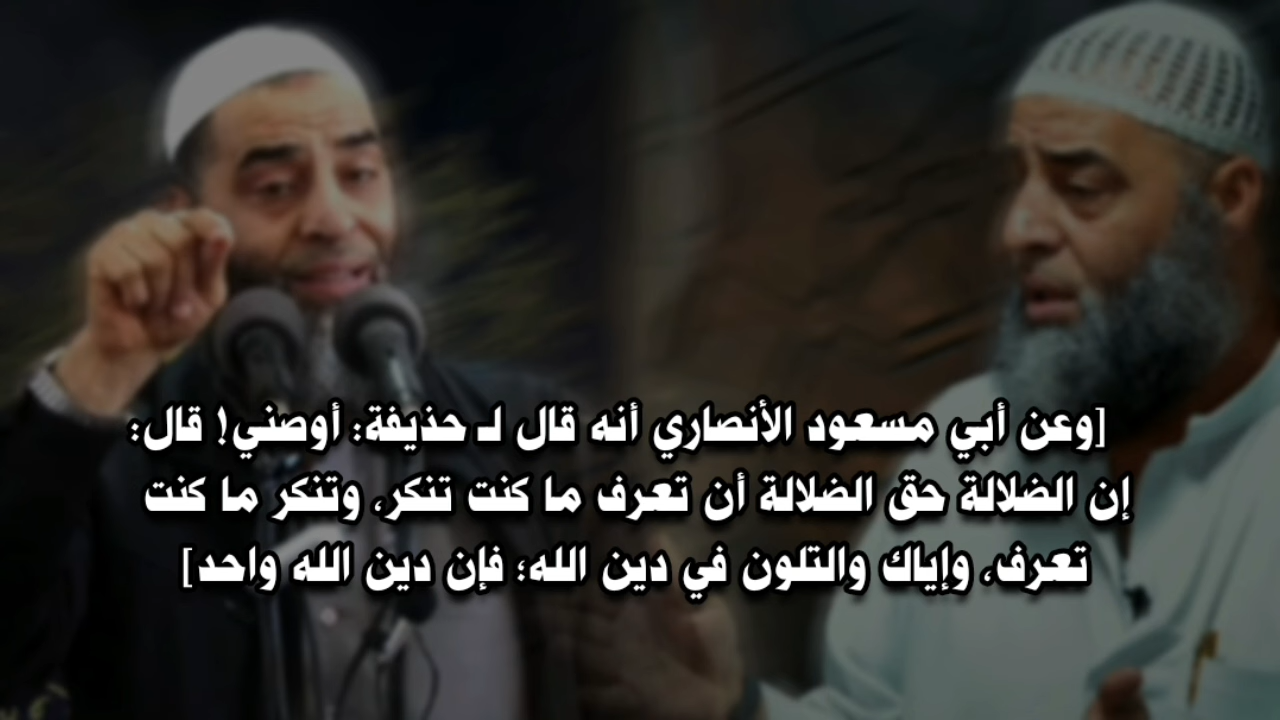 [وعن أبي مسعود الأنصاري أنه قال لـ حذيفة: أوصني! قال:
إن الضلالة حق الضلالة أن تعرف ما كنت تنكر، وتنكر ما كنت
تعرف، وإياك والتلون في دين الله؛ فإن دين الله واحد]